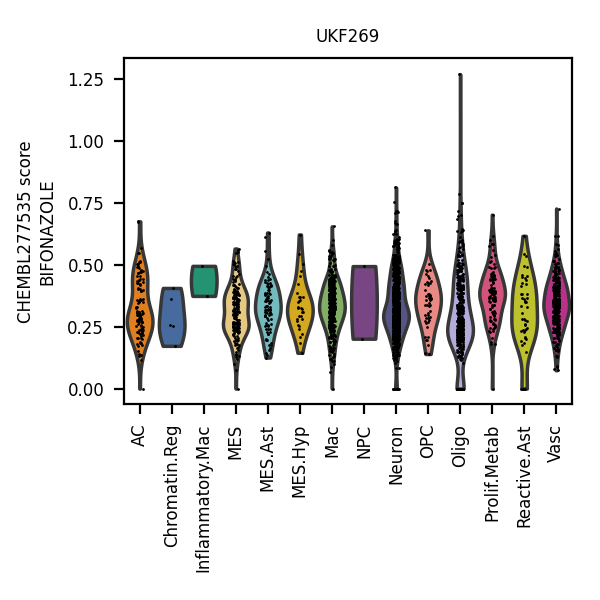 UKF269
CHEMBL277535 score
BIFONAZOLE
1.25
1.00
0.75
0.50
0.25
0.00
AC
Chromatin.Reg
Inflammatory.Mac
MES
MES.Ast
MES.Hyp
Mac
NPC
Neuron
OPC
Oligo
Prolif.Metab
Reactive.Ast
Vasc